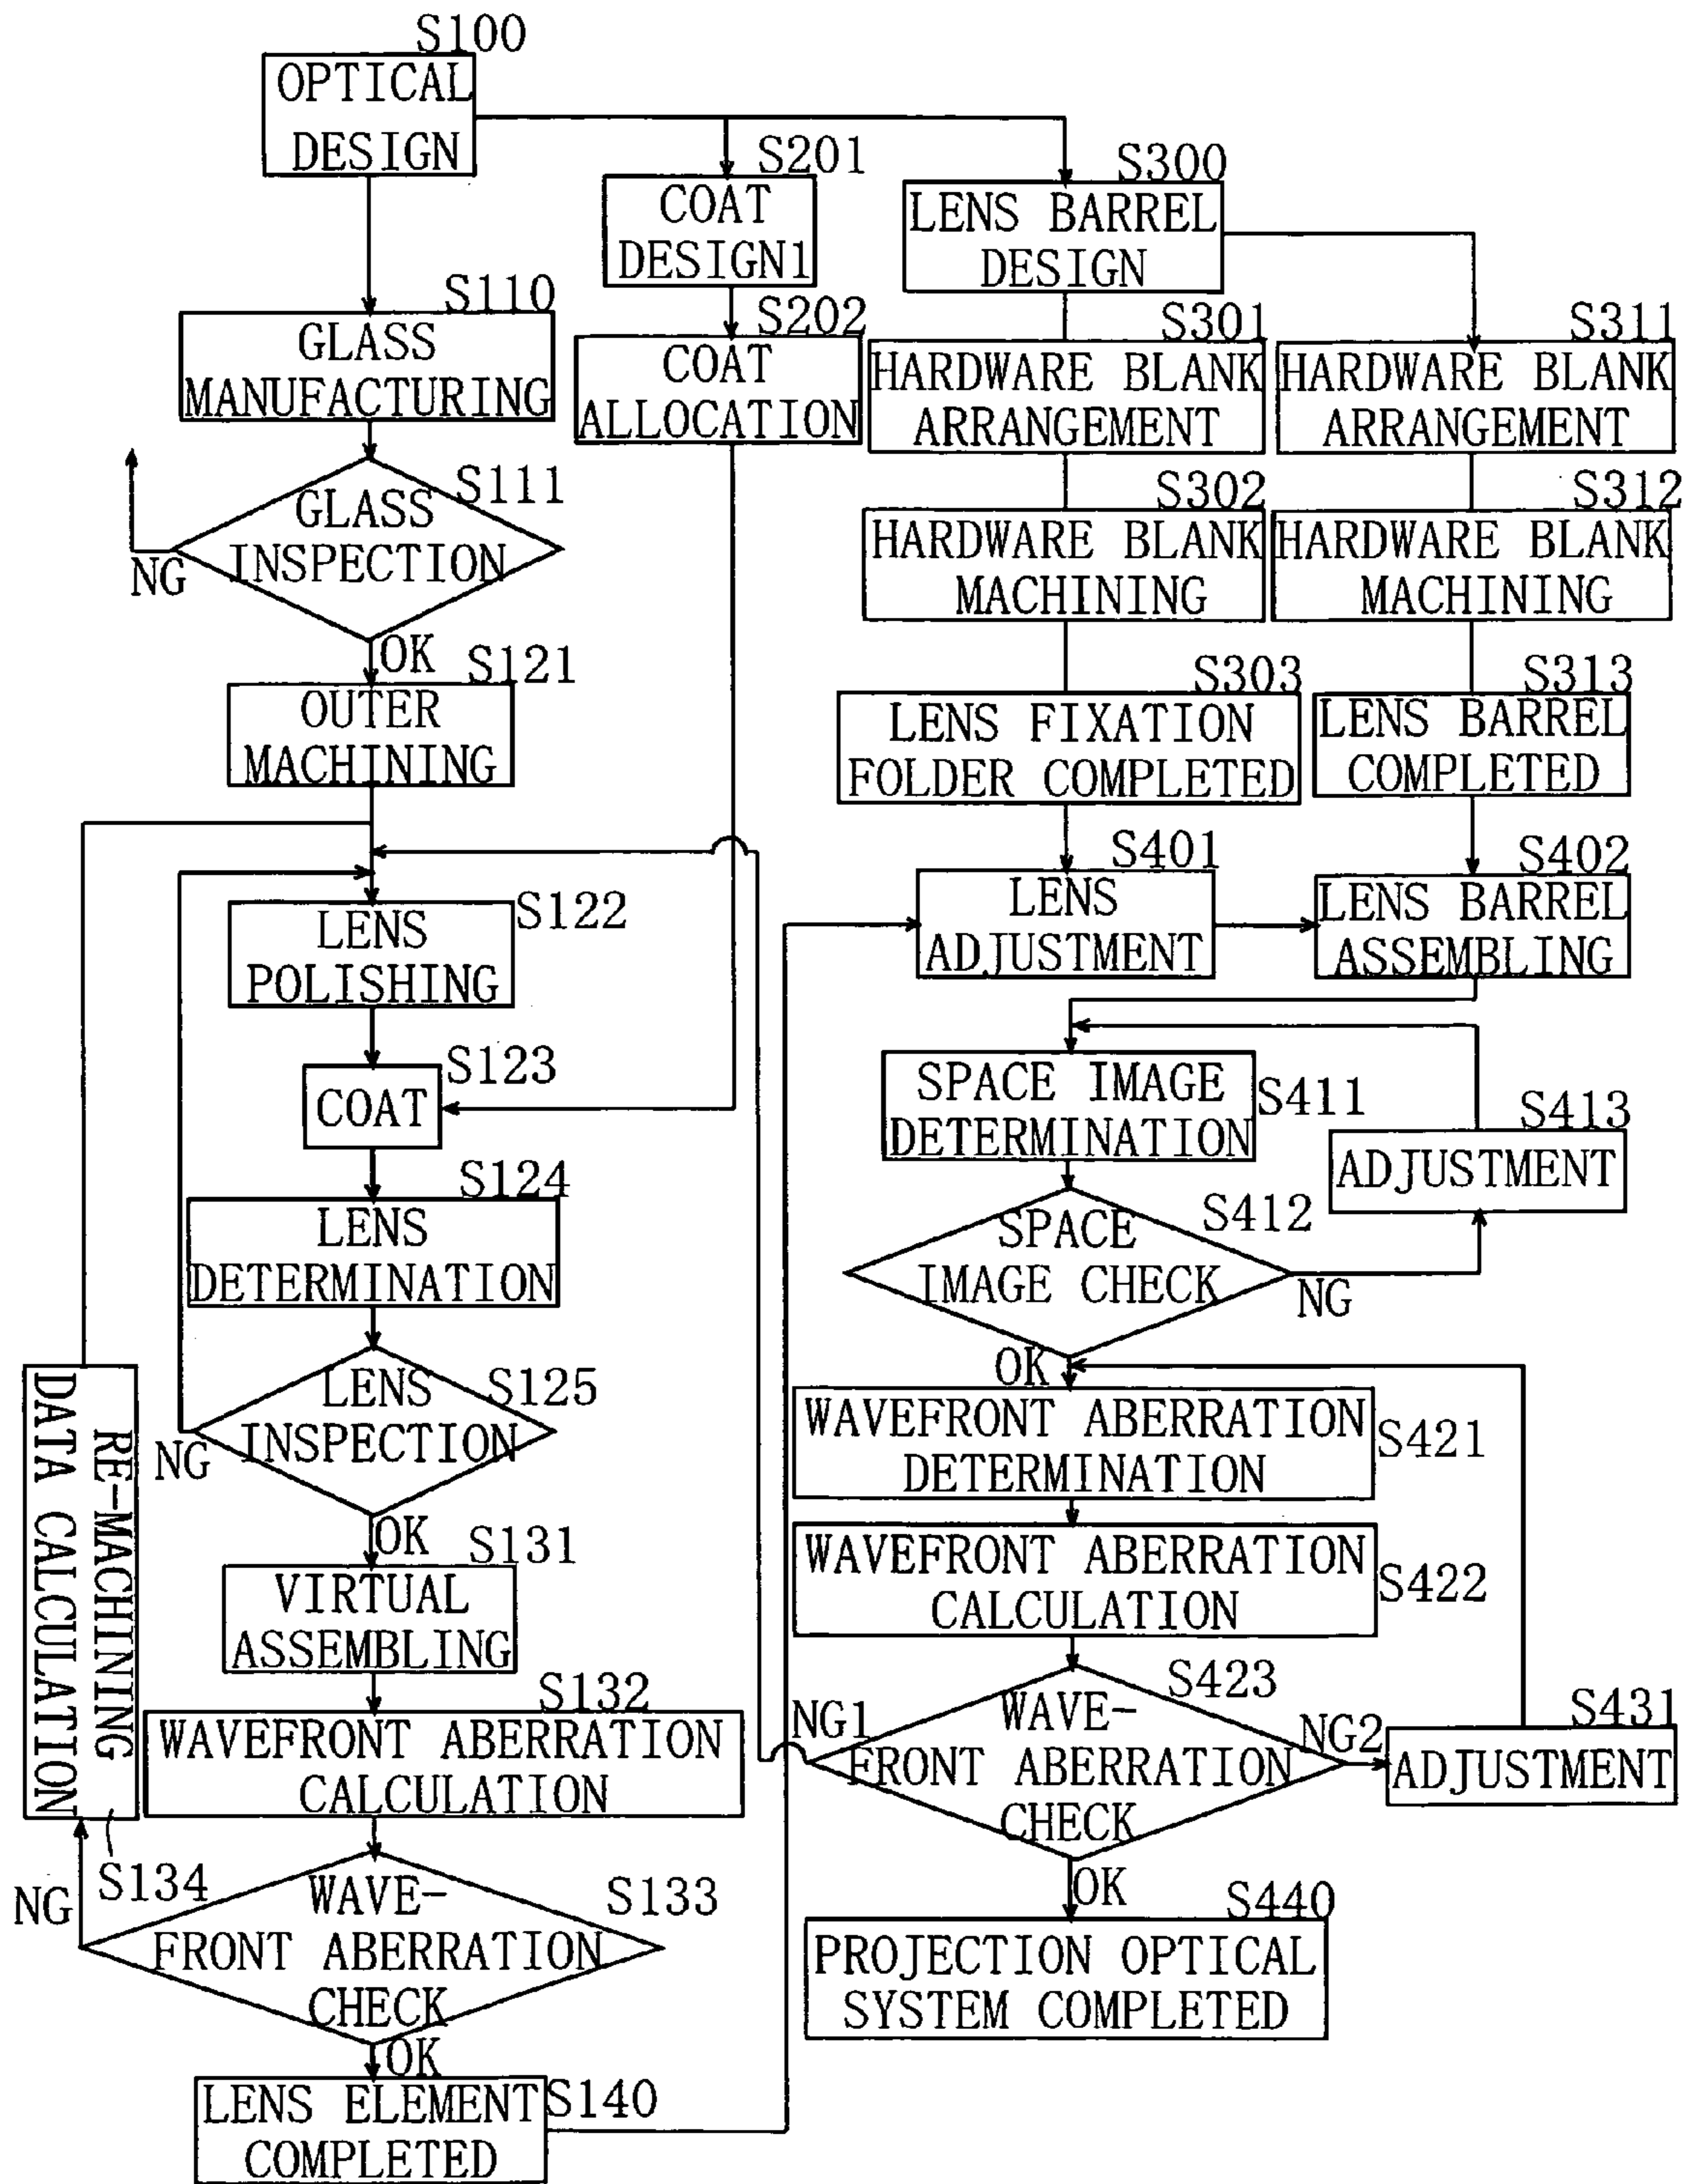 S100
OPTICAL
DESIGN
S201
COAT
DESIGN1
S300
LENS BARREL
DESIGN
S110
GLASS
MANUFACTURING
S202
COAT
ALLOCATION
S301
HARDWARE BLANK
ARRANGEMENT
S311
HARDWARE BLANK
ARRANGEMENT
S111
GLASS
INSPECTION
NG
OK
S302
HARDWARE BLANK
MACHINING
S312
HARDWARE BLANK
MACHINING
S121
OUTER
MACHINING
S303
LENS FIXATION
FOLDER COMPLETED
S313
LENS BARREL
COMPLETED
S122
LENS
POLISHING
S401
LENS
ADJUSTMENT
S402
LENS BARREL
ASSEMBLING
S123
COAT
SPACE IMAGE
DETERMINATION
S411
S413
ADJUSTMENT
S124
LENS
DETERMINATION
S412
SPACE
IMAGE CHECK
NG
OK
S125
LENS
INSPECTION
NG
OK
RE-MACHINING
DATA CALCULATION
S134
WAVEFRONT ABERRATION
DETERMINATION
S421
S131
VIRTUAL
ASSEMBLING
WAVEFRONT ABERRATION
CALCULATION
S422
S132
WAVEFRONT ABERRATION
CALCULATION
S423
NG1
WAVE-
FRONT ABERRATION
CHECK
NG2
OK
S431
ADJUSTMENT
S133
WAVE-
FRONT ABERRATION
CHECK
NG
OK
S440
PROJECTION OPTICAL
SYSTEM COMPLETED
LENS ELEMENT
COMPLETED
S140